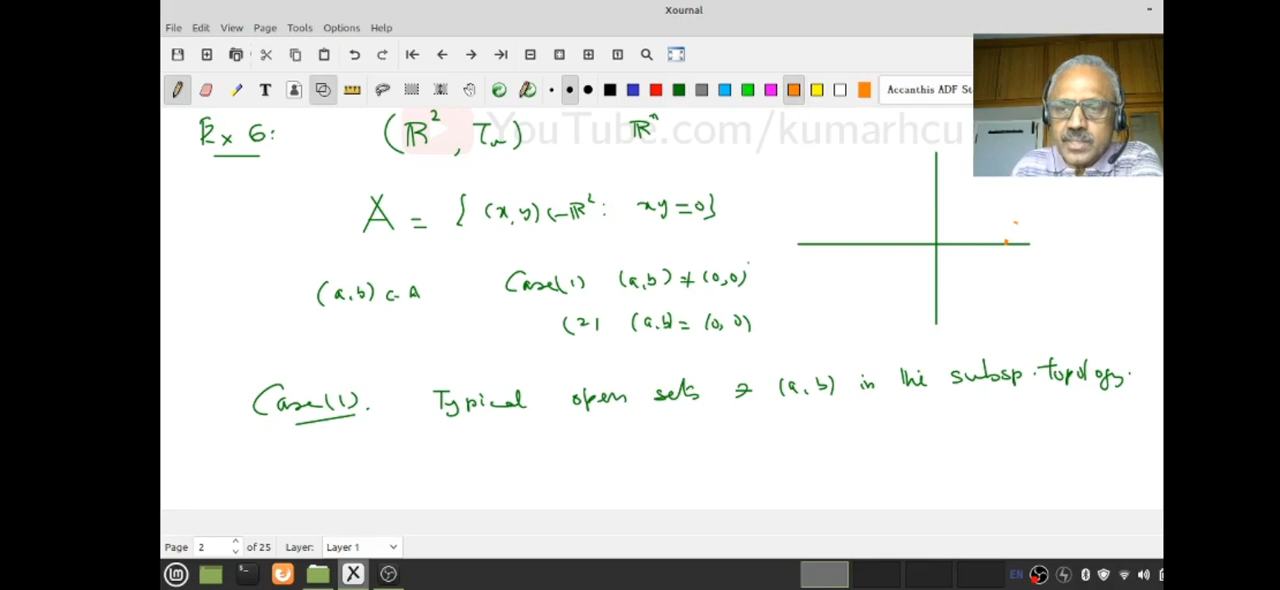 Xournal
File Edit View Page Tools Options Help
Accanthis ADF St
YouTube.com/kumarhcu
Ex 6: (ℝ², τ ) ℝⁿ
A = { (x,y) ∈ ℝ² : xy = 0 }
(a,b) ∈ A Case(1) (a,b) ≠ (0,0)
(2) (a,b) = (0,0)
Case(1). Typical open sets ∋ (a,b) in the subsp. topology.
Page 2 of 25 Layer: Layer 1
EN